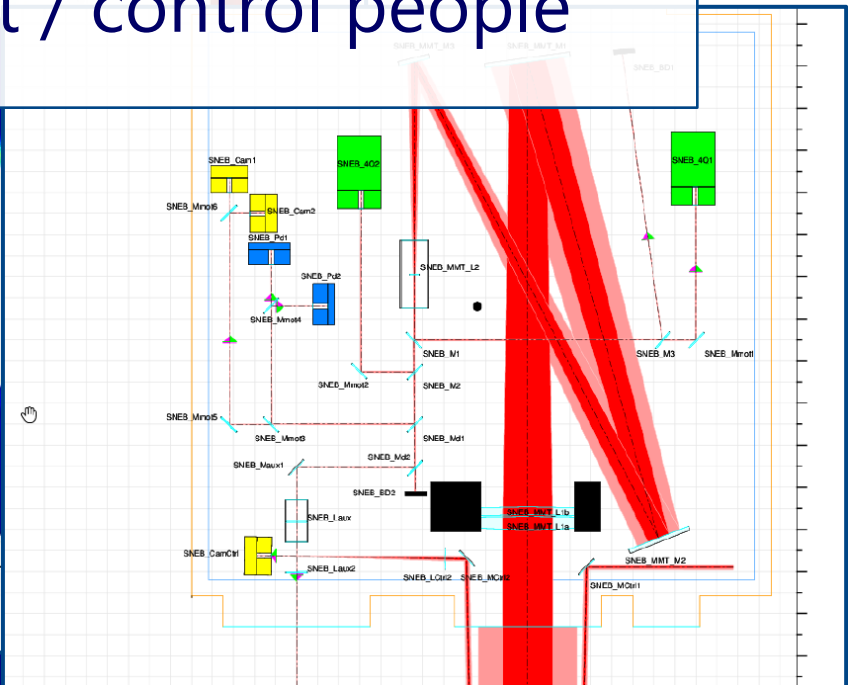 t / control people
SNEB_MMT_M3
SNEB_MMT_M1
SNEB_BD1
SNEB_Cam1
SNEB_4Q2
SNEB_4Q1
SNEB_Mmot6
SNEB_Cam2
SNEB_Pd1
SNEB_MMT_L2
SNEB_Pd2
SNEB_Mmot4
SNEB_M1
SNEB_M3
SNEB_Mmot1
SNEB_Mmot2
SNEB_M2
SNEB_Mmot5
SNEB_Mmot3
SNEB_Md1
SNEB_Maux1
SNEB_Md2
SNEB_BD2
SNEB_MMT_L1b
SNEB_Laux
SNEB_MMT_L1a
SNEB_CamCtrl
SNEB_Laux2
SNEB_LCtrl2
SNEB_MCtrl2
SNEB_MMT_M2
SNEB_MCtrl1